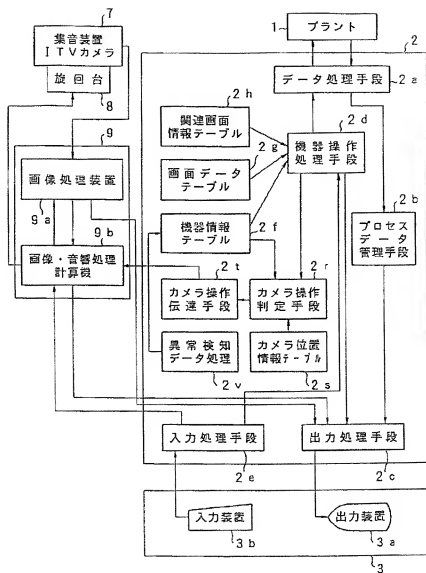 7
集音装置
ITVカメラ
旋回台
8
9
画像処理装置
9a
9b
画像・音響処理
計算機
1
プラント
2
データ処理手段
2a
2h
関連画面
情報テーブル
2g
画面データ
テーブル
2d
機器操作
処理手段
機器情報
テーブル
2f
2b
プロセス
データ
管理手段
2t
カメラ操作
伝達手段
2r
カメラ操作
判定手段
異常検知
データ処理
2v
カメラ位置
情報テーブル
2s
入力処理手段
2e
出力処理手段
2c
入力装置
3b
出力装置
3a
3